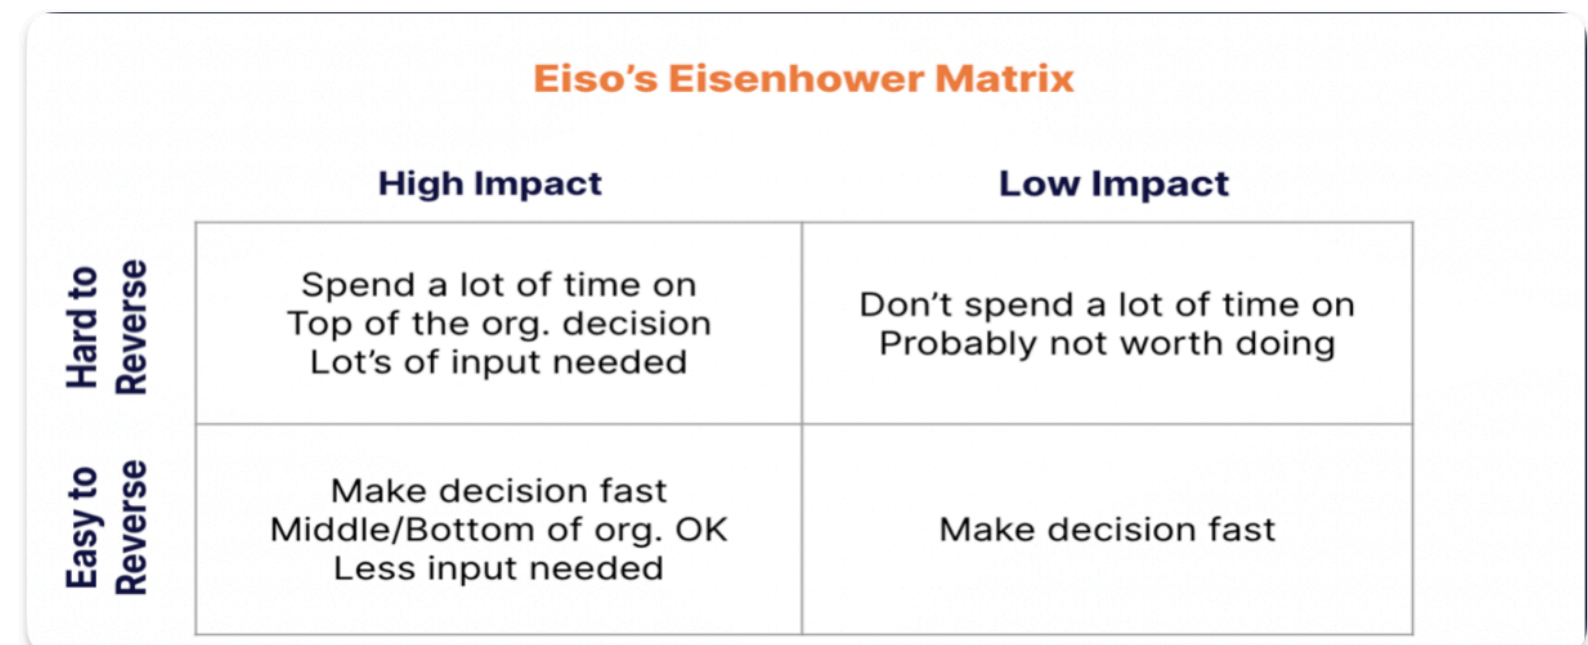 Eiso’s Eisenhower Matrix
High Impact
Low Impact
Hard to
Reverse
Spend a lot of time on
Top of the org. decision
Lot’s of input needed
Don’t spend a lot of time on
Probably not worth doing
Easy to
Reverse
Make decision fast
Middle/Bottom of org. OK
Less input needed
Make decision fast